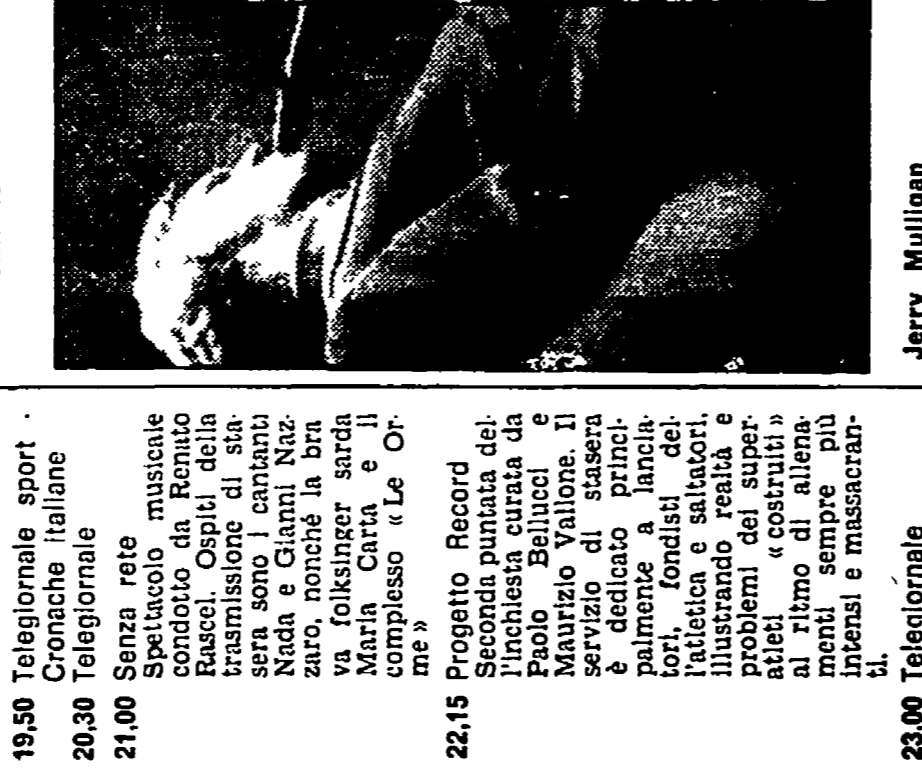 19,50 Telegiornale sport ·
Cronache italiane
20,30 Telegiornale
21,00 Senza rete
Spettacolo musicale
condotto da Renato
Rascel. Ospiti della
trasmissione di sta-
sera sono i cantanti
Nada e Gianni Naz-
zaro, nonché la bra
va folksinger sarda
Maria Carta e il
complesso « Le Or-
me »
22,15 Progetto Record
Seconda puntata del-
l'inchiesta curata da
Paolo Bellucci e
Maurizio Vallone. Il
servizio di stasera
è dedicato princi-
palmente a lancia-
tori, fondisti del-
l'atletica e saltatori,
illustrando realtà e
problemi dei super-
atleti « costruiti »
al ritmo di allena-
menti sempre più
intensi e massacran-
ti.
23,00 Telegiornale
Jerry Mulligan